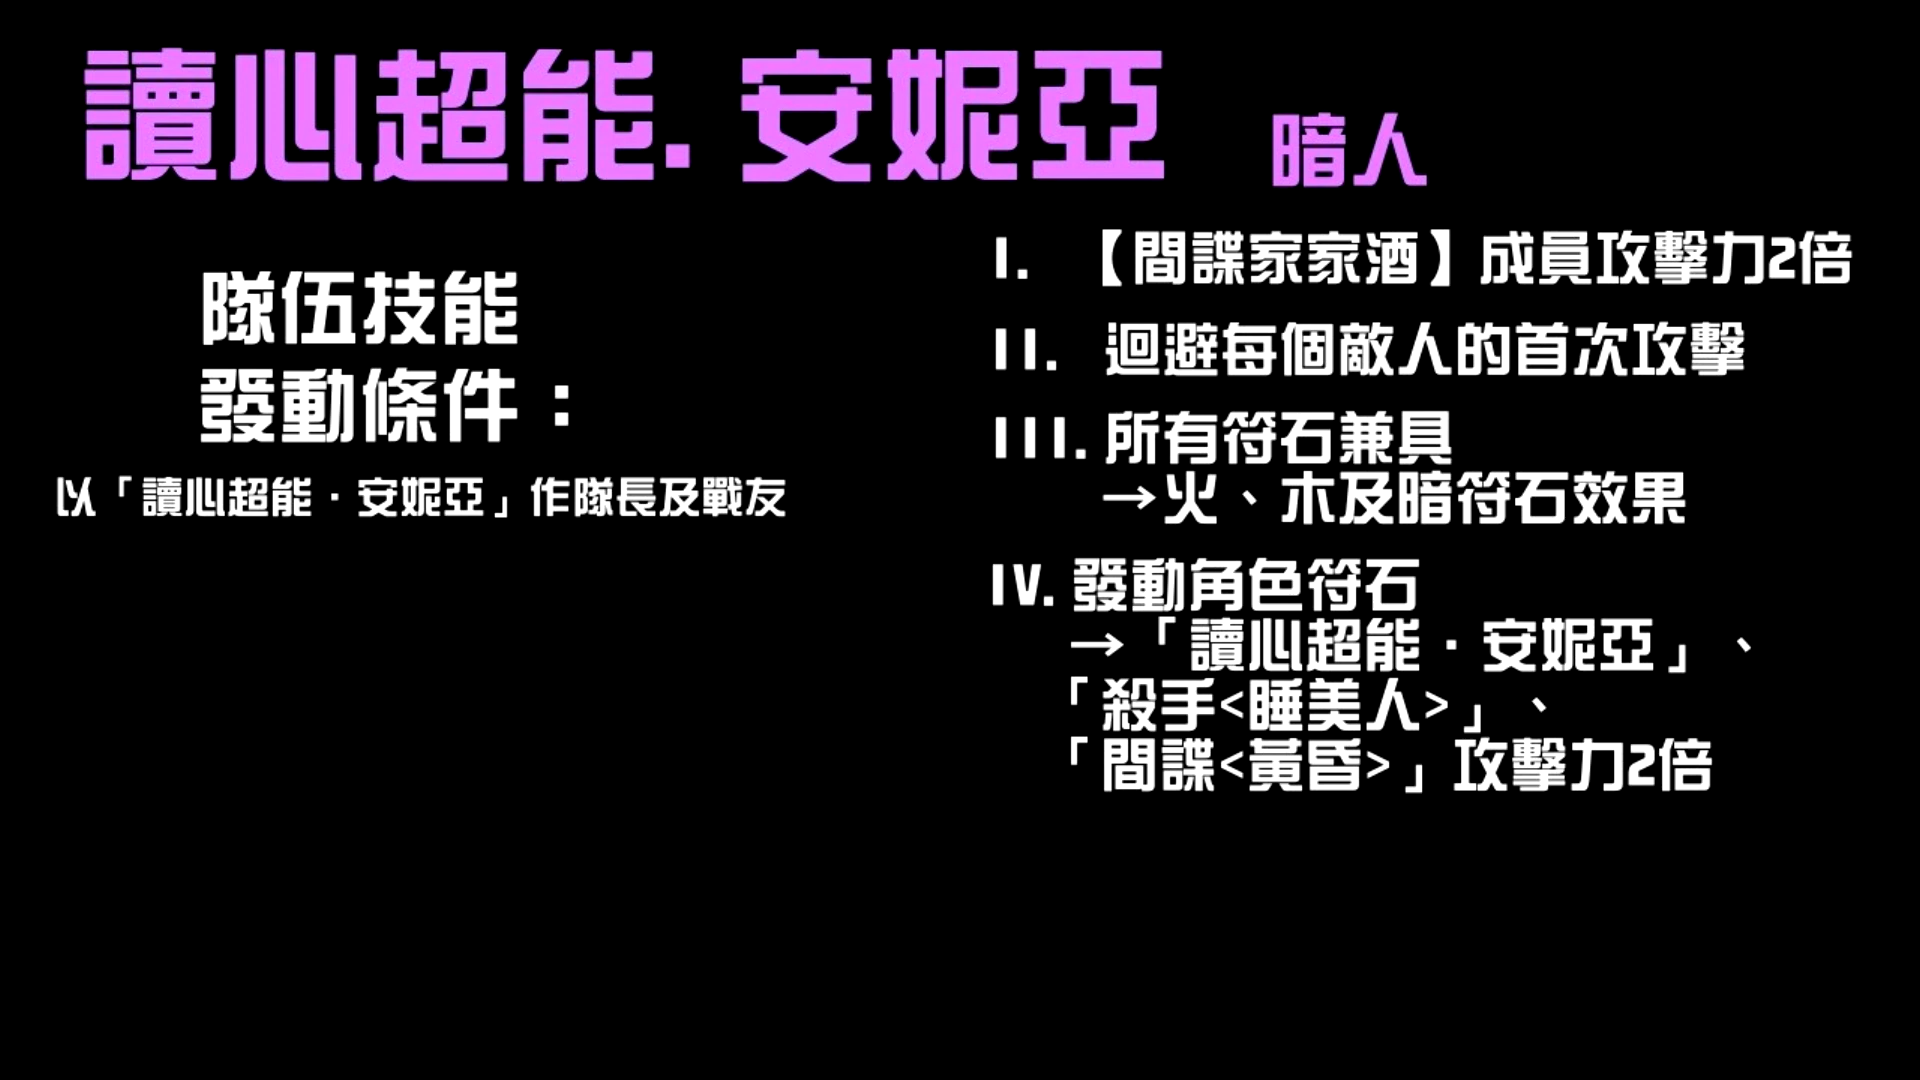 讀心超能. 安妮亞 暗人
隊伍技能
發動條件：
以「讀心超能．安妮亞」作隊長及戰友
I. 【間諜家家酒】成員攻擊力2倍
II. 迴避每個敵人的首次攻擊
III. 所有符石兼具
→火、木及暗符石效果
IV. 發動角色符石
→「讀心超能．安妮亞」、
「殺手<睡美人>」、
「間諜<黃昏>」攻擊力2倍